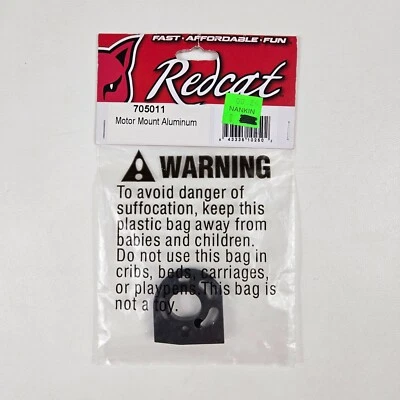 FAST • AFFORDABLE • FUN
Redcat
705011
Motor Mount Aluminum
NANKIN
WARNING
To avoid danger of
suffocation, keep this
plastic bag away from
babies and children.
Do not use this bag in
cribs, beds, carriages,
or playpens.This bag is
not a toy.